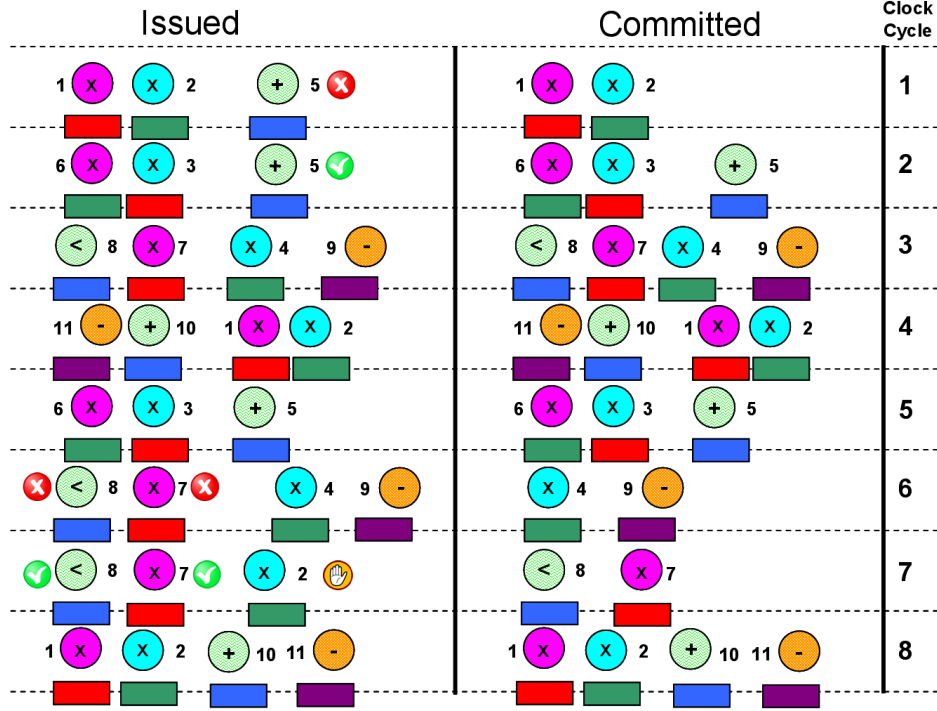 Issued Committed Clock Cycle
1 x x 2 + 5 x 1 x x 2 1
6 x x 3 + 5 6 x x 3 + 5 2
< 8 x 7 x 4 9 - < 8 x 7 x 4 9 - 3
11 - + 10 1 x x 2 11 - + 10 1 x x 2 4
6 x x 3 + 5 6 x x 3 + 5 5
x < 8 x 7 x x 4 9 - x 4 9 - 6
< 8 x 7 x 2 < 8 x 7 7
1 x x 2 + 10 11 - 1 x x 2 + 10 11 - 8